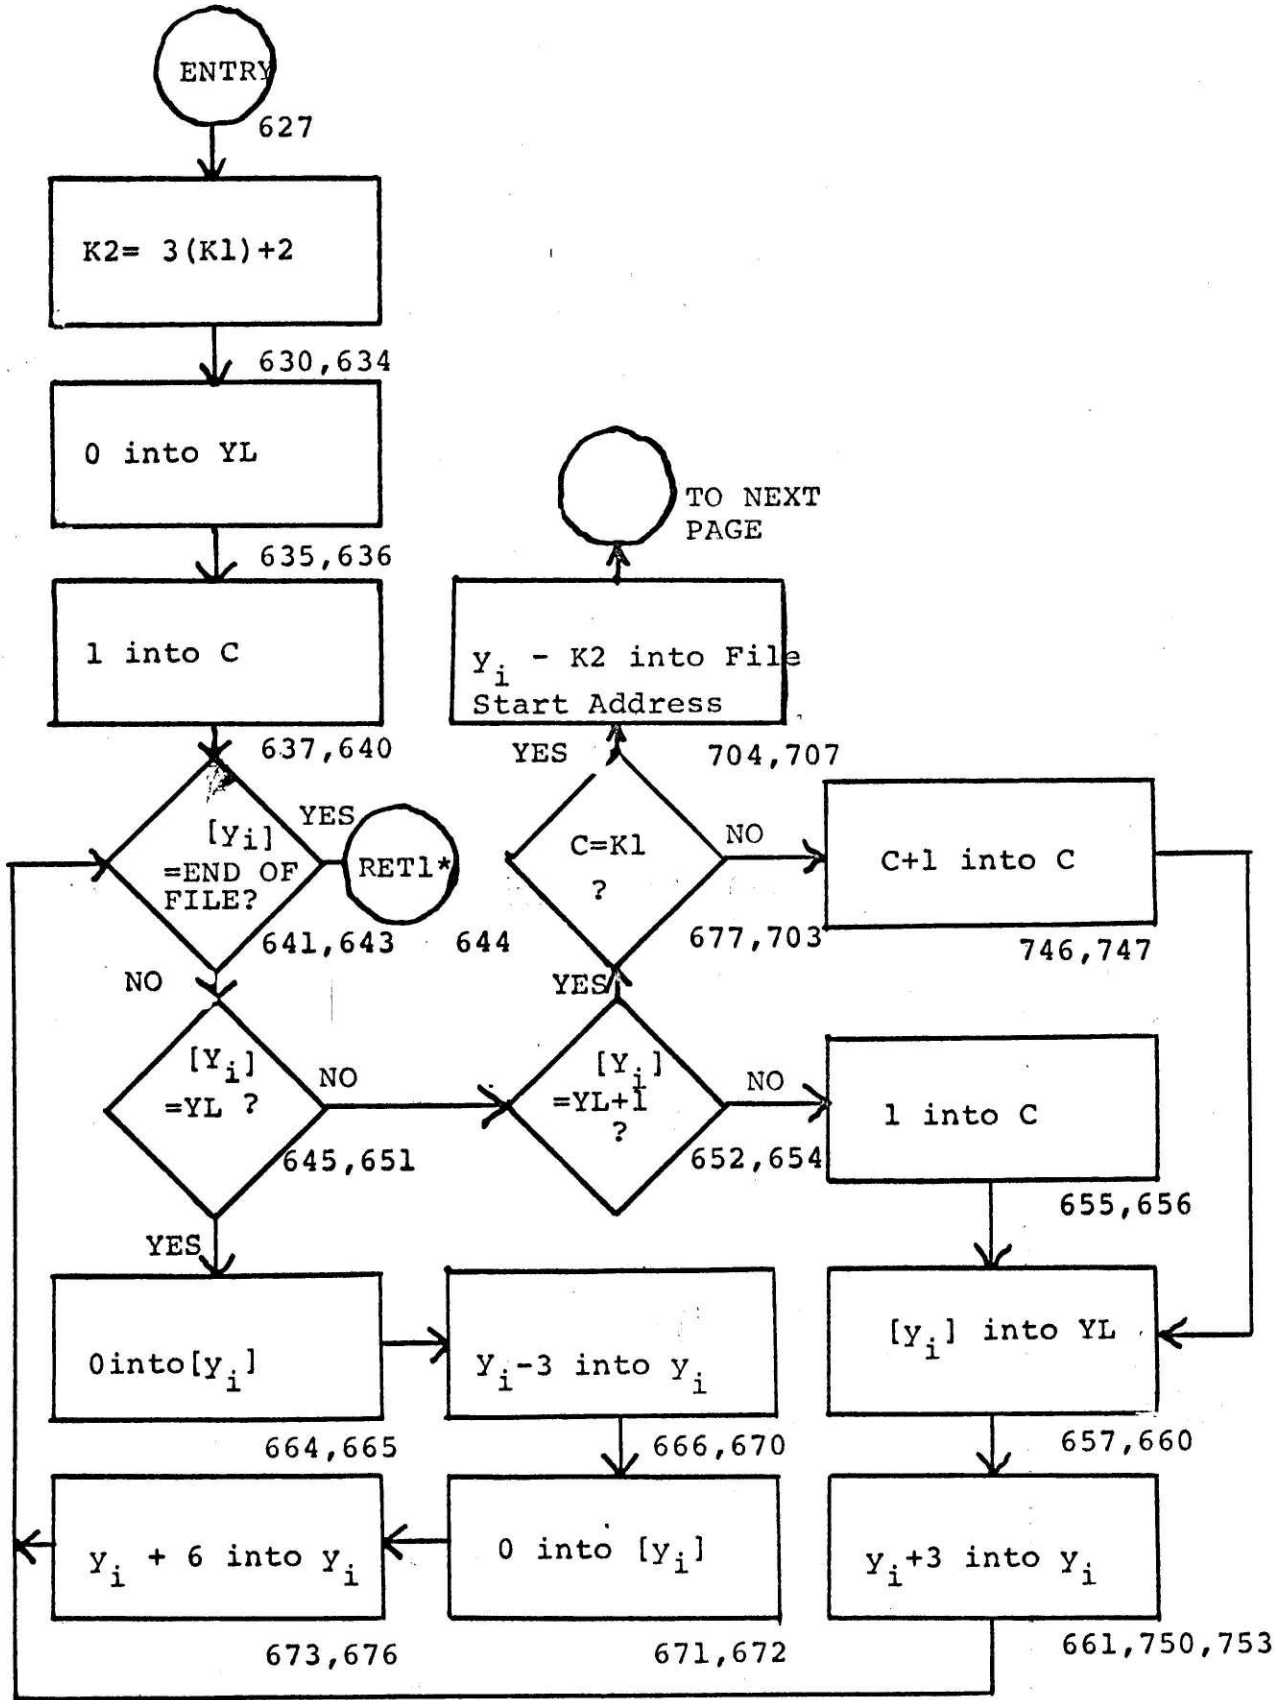 ENTRY
627
K2= 3(K1)+2
630,634
0 into YL
635,636
1 into C
637,640
[yi]
=END OF
FILE?
YES
RET1*
641,643
644
NO
[Yi]
=YL ?
NO
645,651
YES
0into[yi]
664,665
yi-3 into yi
666,670
0 into [yi]
671,672
yi + 6 into yi
673,676
[Yi]
=YL+1
?
NO
652,654
YES
1 into C
655,656
C=K1
?
NO
677,703
YES
C+1 into C
746,747
yi - K2 into File
Start Address
704,707
TO NEXT
PAGE
[yi] into YL
657,660
yi+3 into yi
661,750,753